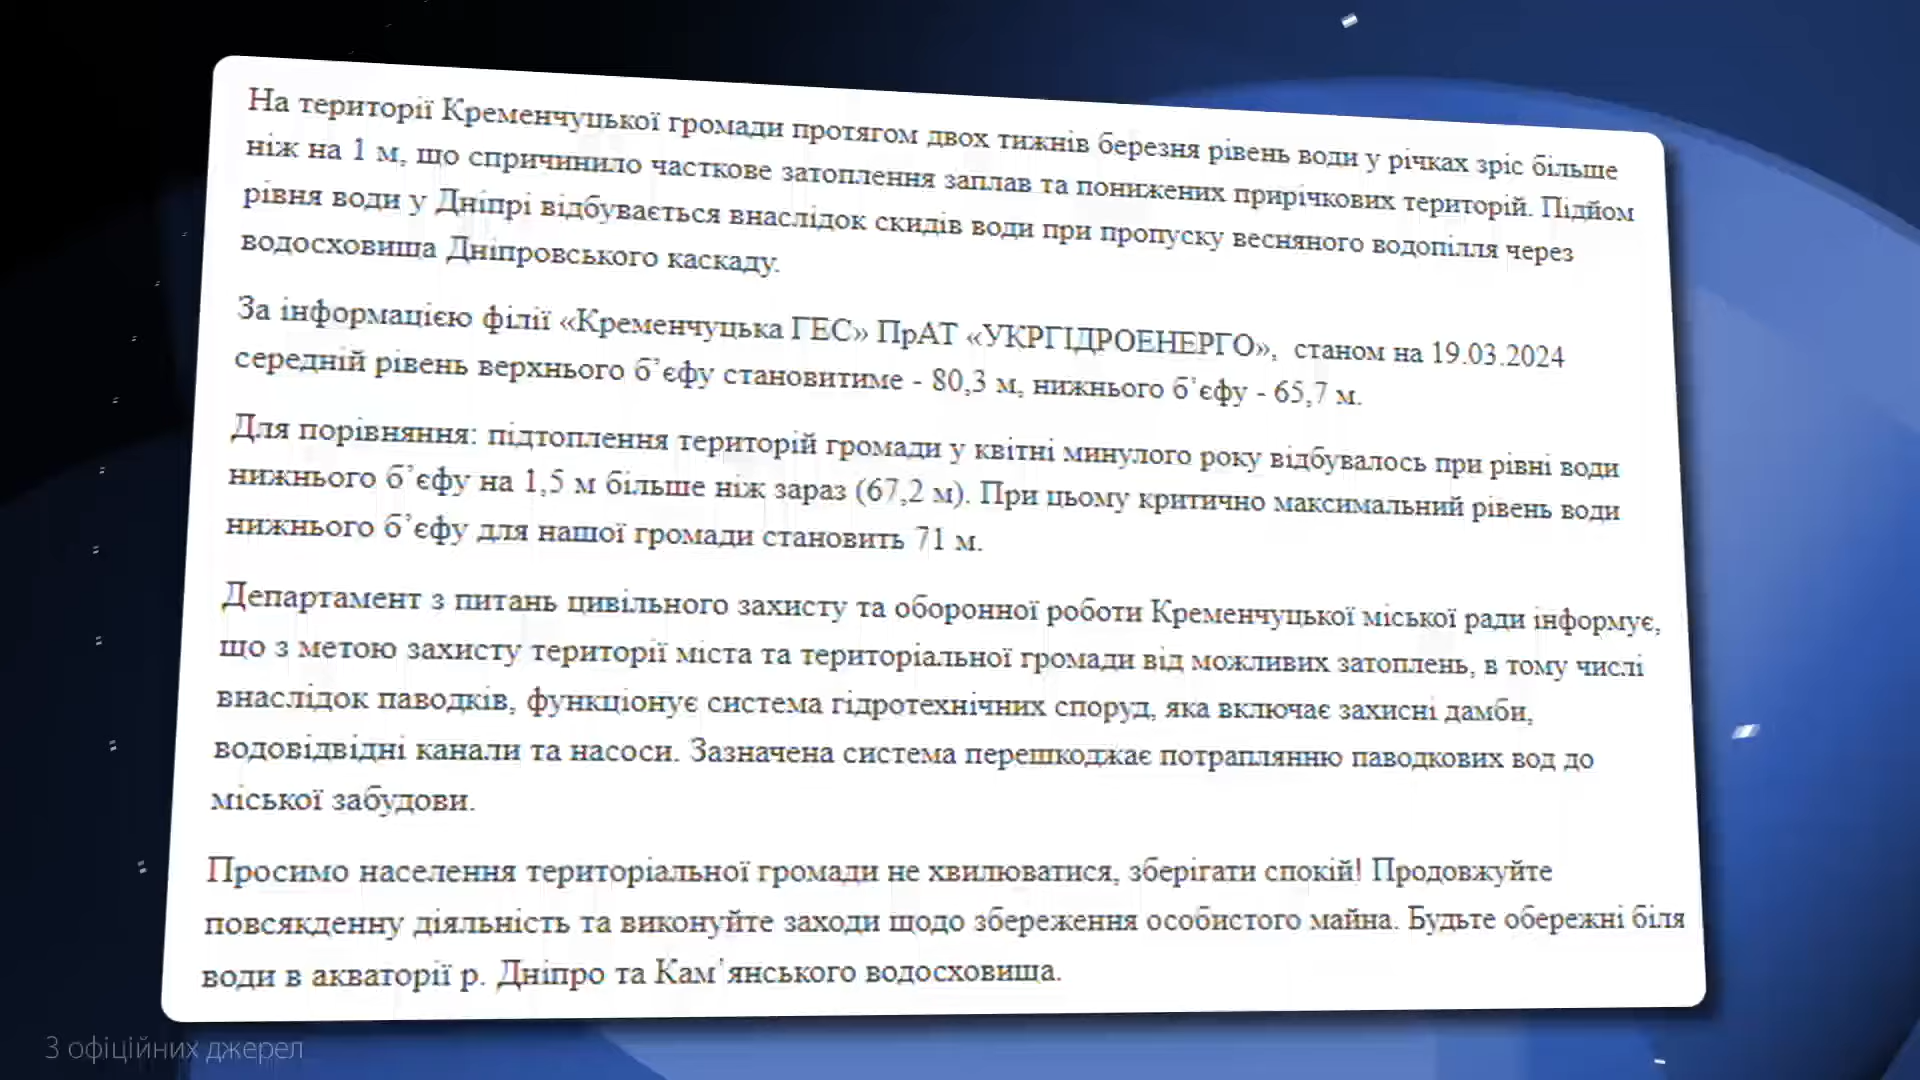 На території Кременчуцької громади протягом двох тижнів березня рівень води у річках зріс більше
ніж на 1 м, що спричинило часткове затоплення заплав та понижених прирічкових територій. Підйом
рівня води у Дніпрі відбувається внаслідок скидів води при пропуску весняного водопілля через
водосховища Дніпровського каскаду.
За інформацією філії «Кременчуцька ГЕС» ПрАТ «УКРГІДРОЕНЕРГО», станом на 19.03.2024
середній рівень верхнього б’єфу становитиме - 80,3 м, нижнього б’єфу - 65,7 м.
Для порівняння: підтоплення територій громади у квітні минулого року відбувалось при рівні води
нижнього б’єфу на 1,5 м більше ніж зараз (67,2 м). При цьому критично максимальний рівень води
нижнього б’єфу для нашої громади становить 71 м.
Департамент з питань цивільного захисту та оборонної роботи Кременчуцької міської ради інформує,
що з метою захисту території міста та територіальної громади від можливих затоплень, в тому числі
внаслідок паводків, функціонує система гідротехнічних споруд, яка включає захисні дамби,
водовідвідні канали та насоси. Зазначена система перешкоджає потраплянню паводкових вод до
міської забудови.
Просимо населення територіальної громади не хвилюватися, зберігати спокій! Продовжуйте
повсякденну діяльність та виконуйте заходи щодо збереження особистого майна. Будьте обережні біля
води в акваторії р. Дніпро та Кам’янського водосховища.
З офіційних джерел